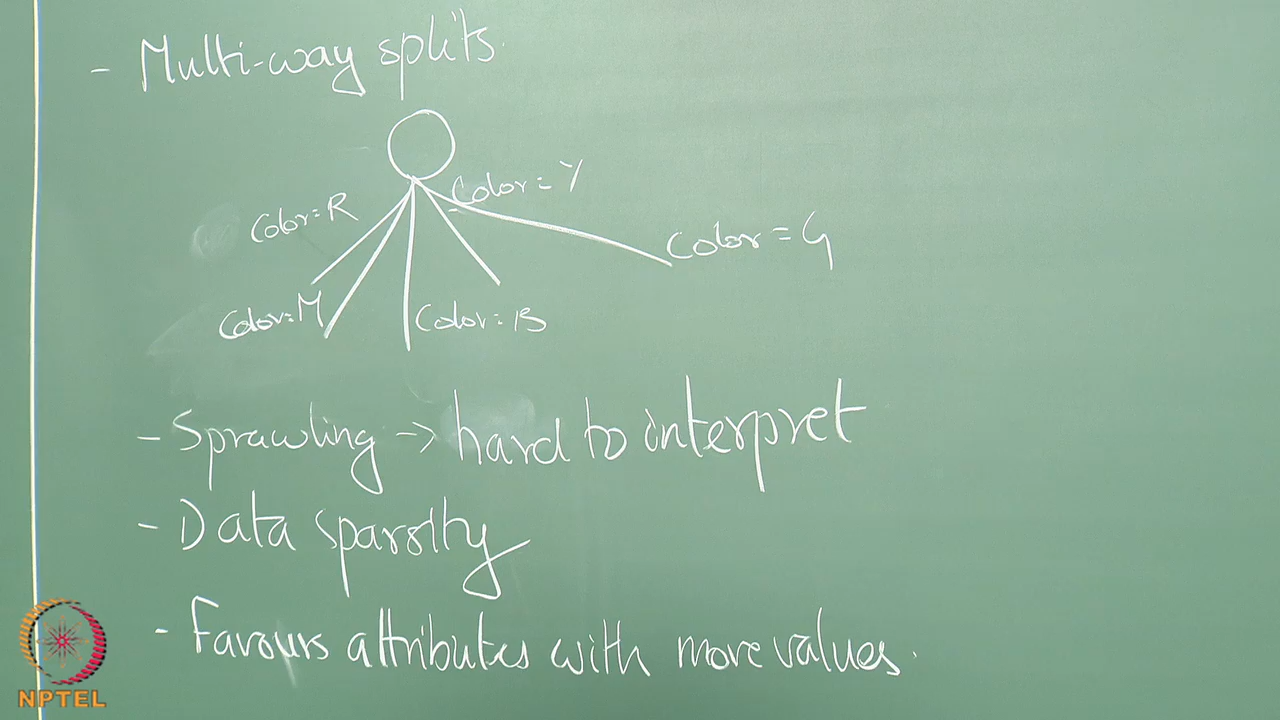 - Multi-way splits.
Color = Y
Color = R
Color = G
Color = M
Color = B
- Sprawling -> hard to interpret
- Data sparsity
- Favours attributes with more values.
NPTEL